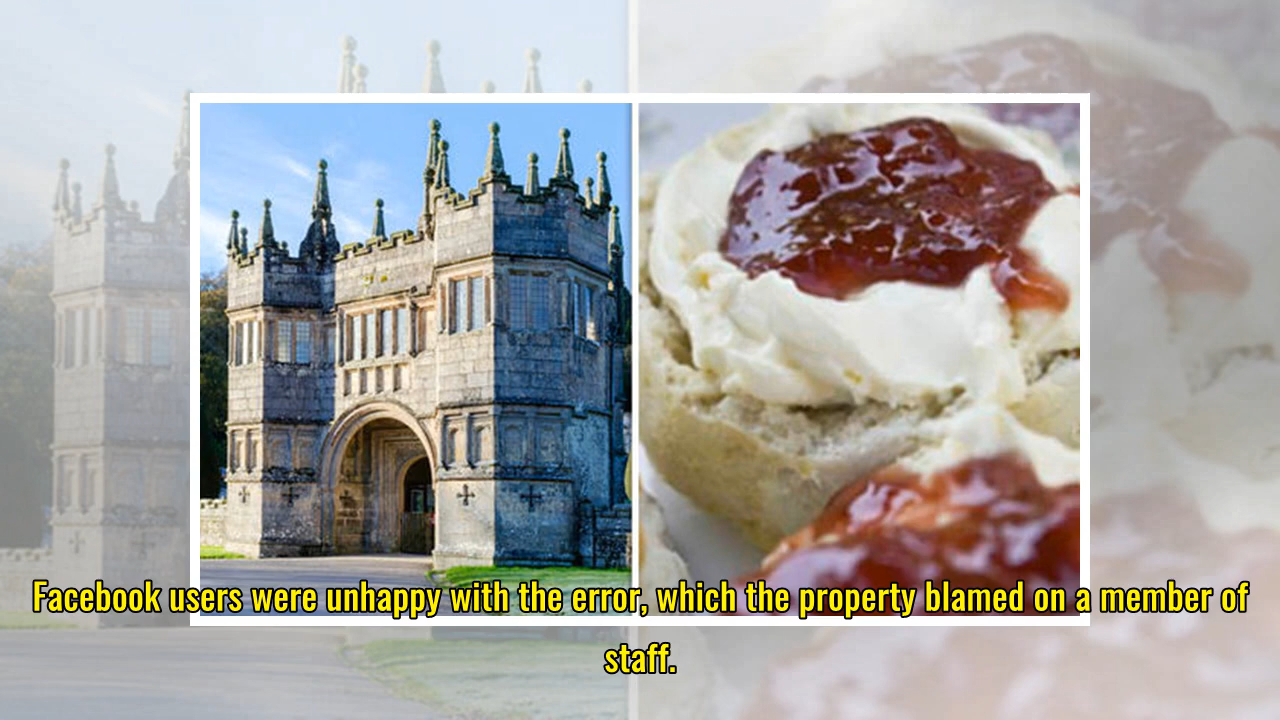 Facebook users were unhappy with the error, which the property blamed on a member of
staff.